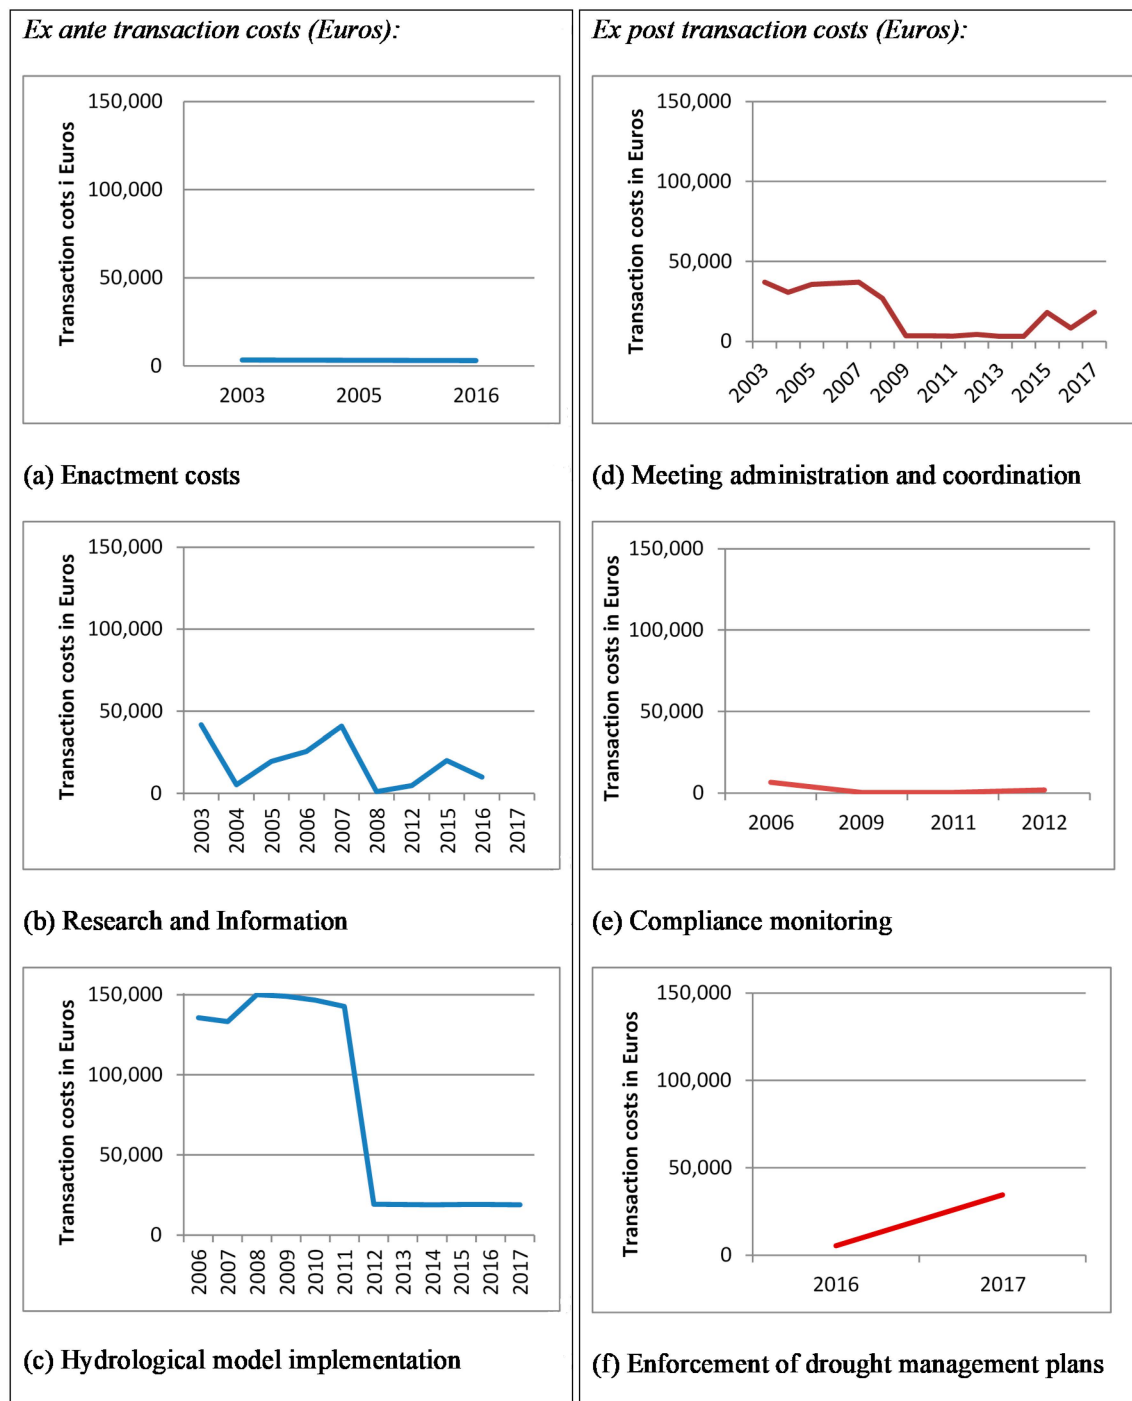 Ex ante transaction costs (Euros):
Transaction cots i Euros
150,000
100,000
50,000
0
2003 2005 2016
(a) Enactment costs
Transaction costs in Euros
150,000
100,000
50,000
0
2003 2004 2005 2006 2007 2008 2012 2015 2016 2017
(b) Research and Information
Transaction costs in Euros
150,000
100,000
50,000
0
2006 2007 2008 2009 2010 2011 2012 2013 2014 2015 2016 2017
(c) Hydrological model implementation
Ex post transaction costs (Euros):
Transaction costs in Euros
150,000
100,000
50,000
0
2003 2005 2007 2009 2011 2013 2015 2017
(d) Meeting administration and coordination
Transaction costs in Euros
150,000
100,000
50,000
0
2006 2009 2011 2012
(e) Compliance monitoring
Transaction costs in Euros
150,000
100,000
50,000
0
2016 2017
(f) Enforcement of drought management plans